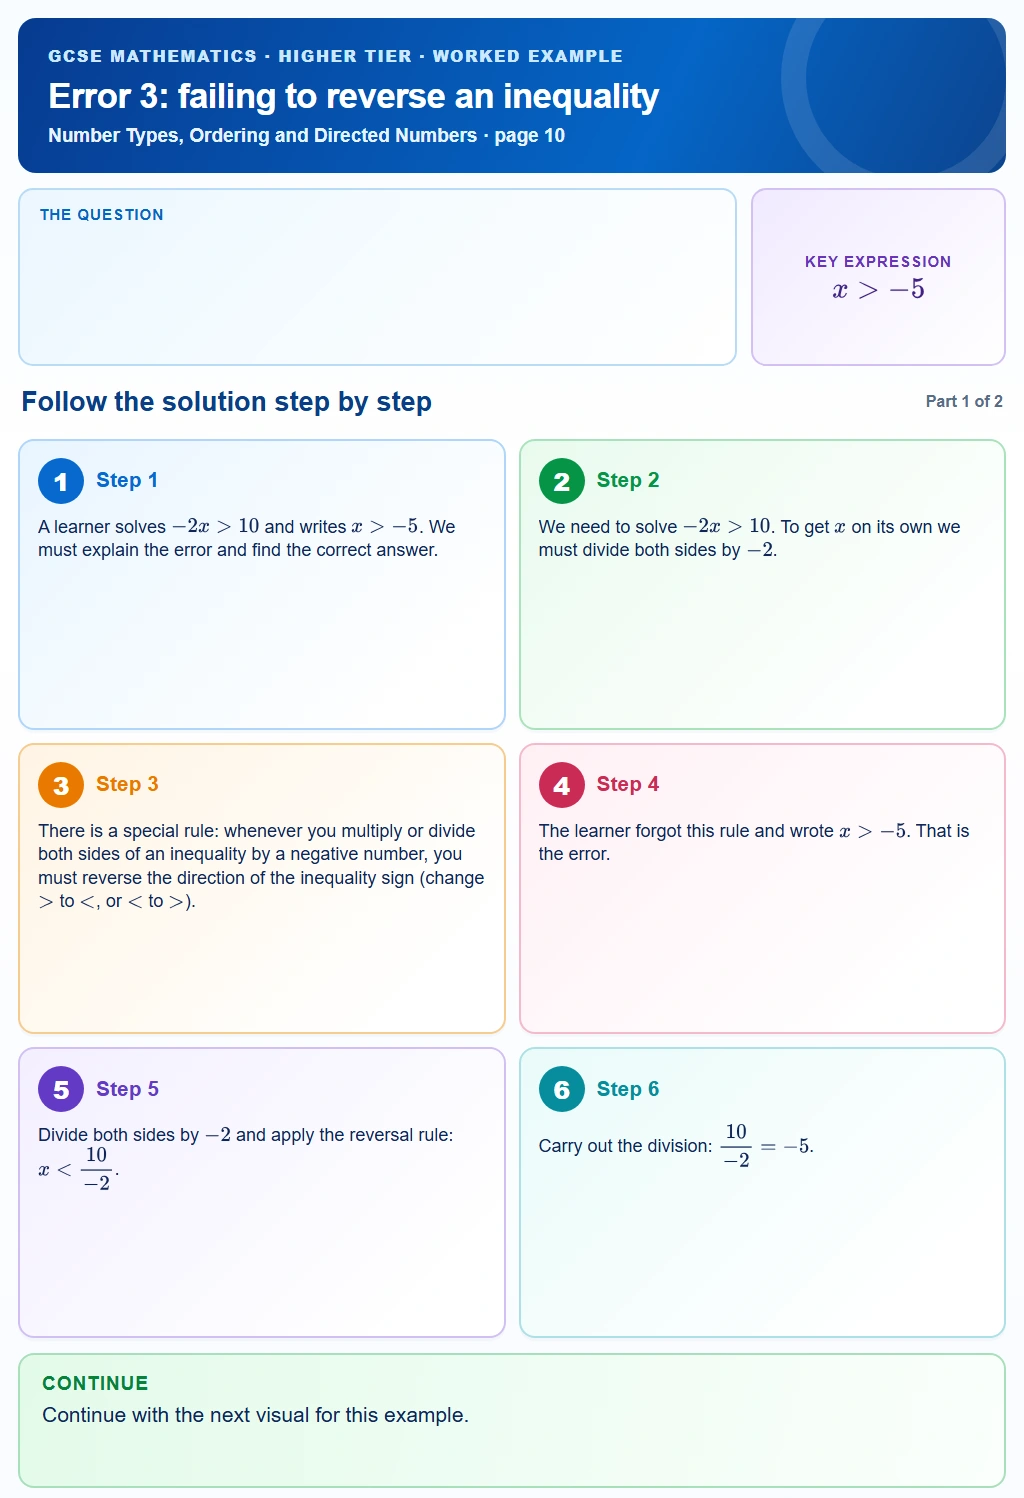 GCSE MATHEMATICS · HIGHER TIER · WORKED EXAMPLE
Error 3: failing to reverse an inequality
Number Types, Ordering and Directed Numbers · page 10
THE QUESTION
KEY EXPRESSION
x > −5
Follow the solution step by step
Part 1 of 2
1 Step 1
A learner solves −2x > 10 and writes x > −5. We
must explain the error and find the correct answer.
2 Step 2
We need to solve −2x > 10. To get x on its own we
must divide both sides by −2.
3 Step 3
There is a special rule: whenever you multiply or divide
both sides of an inequality by a negative number, you
must reverse the direction of the inequality sign (change
> to <, or < to >).
4 Step 4
The learner forgot this rule and wrote x > −5. That is
the error.
5 Step 5
Divide both sides by −2 and apply the reversal rule:
x < 10/−2.
6 Step 6
Carry out the division: 10/−2 = −5.
CONTINUE
Continue with the next visual for this example.